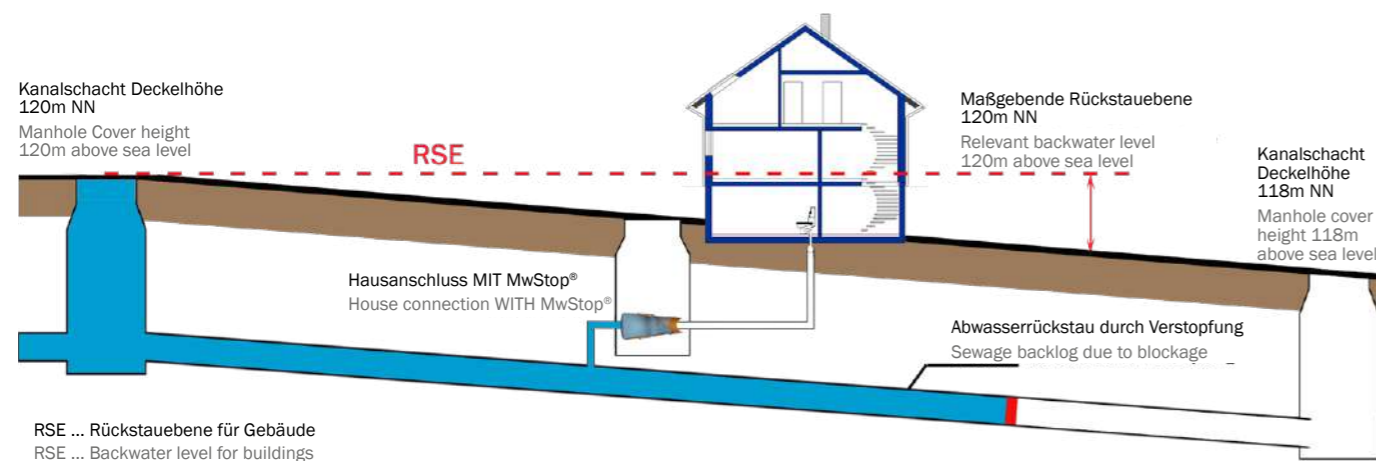 Kanalschacht Deckelhöhe
120m NN
Manhole Cover height
120m above sea level
RSE
Maßgebende Rückstauebene
120m NN
Relevant backwater level
120m above sea level
Kanalschacht
Deckelhöhe
118m NN
Manhole cover
height 118m
above sea level
Hausanschluss MIT MwStop®
House connection WITH MwStop®
Abwasserrückstau durch Verstopfung
Sewage backlog due to blockage
RSE ... Rückstauebene für Gebäude
RSE ... Backwater level for buildings